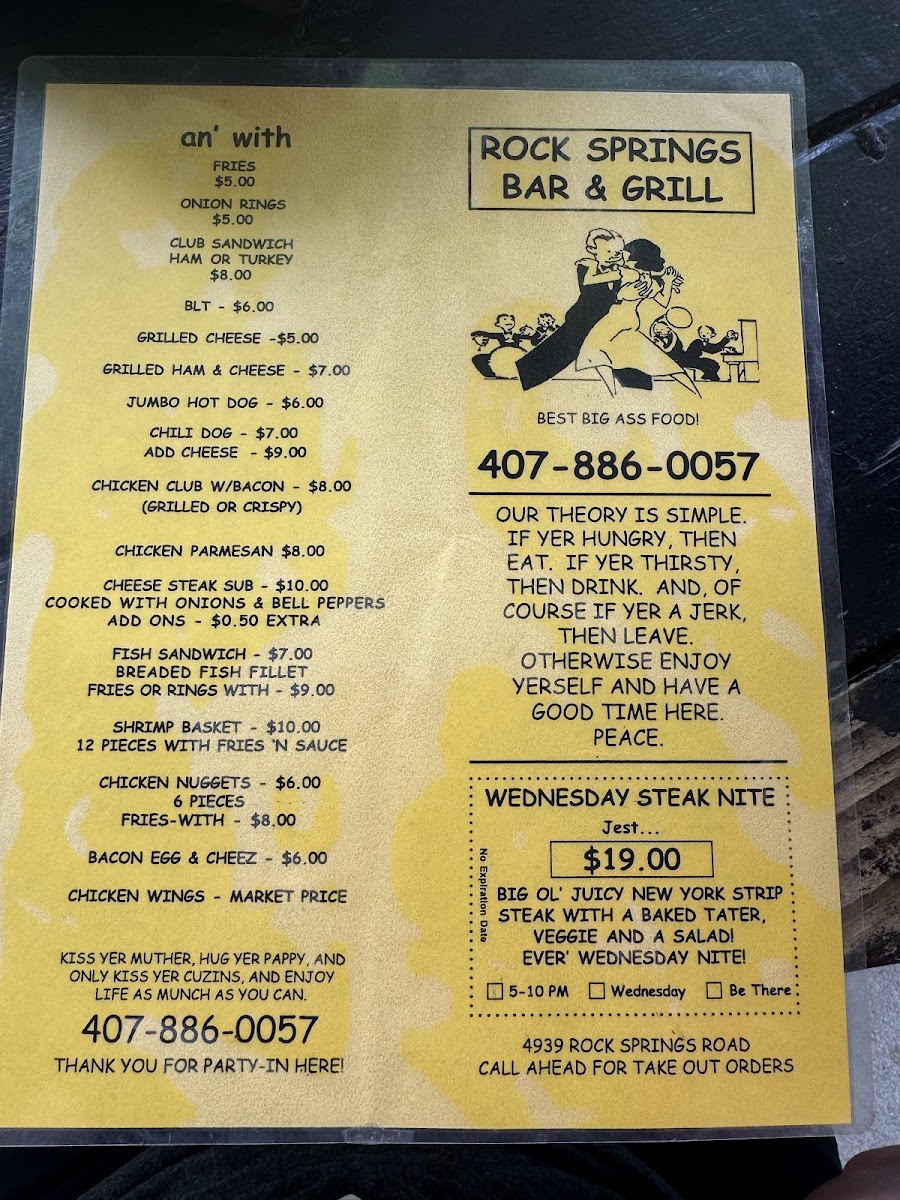 an' with
FRIES
$5.00
ONION RINGS
$5.00
CLUB SANDWICH
HAM OR TURKEY
$8.00
BLT - $6.00
GRILLED CHEESE -$5.00
GRILLED HAM & CHEESE - $7.00
JUMBO HOT DOG - $6.00
CHILI DOG - $7.00
ADD CHEESE - $9.00
CHICKEN CLUB W/BACON - $8.00
(GRILLED OR CRISPY)
CHICKEN PARMESAN $8.00
CHEESE STEAK SUB - $10.00
COOKED WITH ONIONS & BELL PEPPERS
ADD ONS - $0.50 EXTRA
FISH SANDWICH - $7.00
BREADED FISH FILLET
FRIES OR RINGS WITH - $9.00
SHRIMP BASKET - $10.00
12 PIECES WITH FRIES 'N SAUCE
CHICKEN NUGGETS - $6.00
6 PIECES
FRIES-WITH - $8.00
BACON EGG & CHEEZ - $6.00
CHICKEN WINGS - MARKET PRICE
KISS YER MUTHER, HUG YER PAPPY, AND
ONLY KISS YER CUZINS, AND ENJOY
LIFE AS MUNCH AS YOU CAN.
407-886-0057
THANK YOU FOR PARTY-IN HERE!
ROCK SPRINGS
BAR & GRILL
BEST BIG ASS FOOD!
407-886-0057
OUR THEORY IS SIMPLE.
IF YER HUNGRY, THEN
EAT. IF YER THIRSTY,
THEN DRINK. AND, OF
COURSE IF YER A JERK,
THEN LEAVE.
OTHERWISE ENJOY
YERSELF AND HAVE A
GOOD TIME HERE.
PEACE.
WEDNESDAY STEAK NITE
Jest...
$19.00
No Expiration Date
BIG OL' JUICY NEW YORK STRIP
STEAK WITH A BAKED TATER,
VEGGIE AND A SALAD!
EVER' WEDNESDAY NITE!
5-10 PM Wednesday Be There
4939 ROCK SPRINGS ROAD
CALL AHEAD FOR TAKE OUT ORDERS